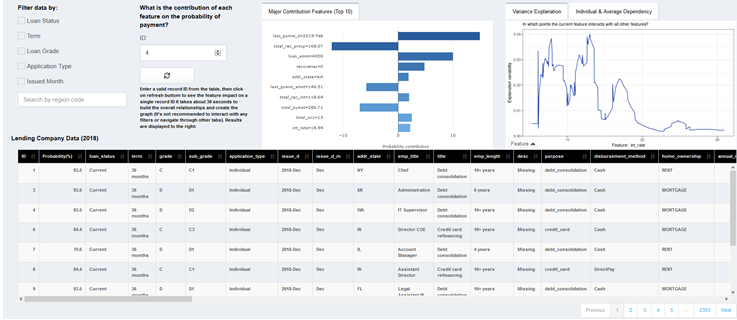 Filter data by:
Loan Status
Term
Loan Grade
Application Type
Issued Month
Search by region code
What is the contribution of each
feature on the probability of
payment?
ID:
4
Enter a valid record ID from the table, then click
on refresh button to see the feature impact on a
single record ID It takes about 30 seconds to
build the overall relationships and create the
graph (It's not recommended to interact with any
filters or navigate through other tabs). Results
are displayed to the right:
Major Contribution Features (Top 10)
last_pymt_d=2019-Feb
total_rec_prncp=168.07
loan_amnt=4000
recoveries=0
addr_state=WA
last_pymnt_amnt=146.51
total_rec_int=118.64
total_pymnt=286.71
total_acc=13
int_rate=18.94
−10 0 10
Probability contribution
Variance Explanation Individual & Average Dependency
In which points the current feature interacts with all other features?
Explanation variability
0.04
0.03
0.02
0.01
0.00
10 20 30
Feature: int_rate
Feature
Lending Company Data (2018)
ID Probability(%) loan_status term grade sub_grade application_type issue_d issue_d_m addr_state emp_title title emp_length desc purpose disbursement_method home_ownership
1 93.6 Current 36 months C C1 Individual 2018-Dec Dec NY Chef Debt consolidation 10+ years Missing debt_consolidation Cash RENT
3 93.6 Current 36 months D D1 Individual 2018-Dec Dec MI Administrative Debt consolidation 6 years Missing debt_consolidation Cash MORTGAGE
4 93.6 Current 36 months D D2 Individual 2018-Dec Dec WA IT Supervisor Debt consolidation 10+ years Missing debt_consolidation Cash MORTGAGE
6 84.4 Current 36 months C C3 Individual 2018-Dec Dec IN Director COE Credit card refinancing 10+ years Missing credit_card Cash MORTGAGE
7 78.6 Current 36 months D D1 Individual 2018-Dec Dec IL Account Manager Debt consolidation 4 years Missing debt_consolidation Cash RENT
8 84.4 Current 36 months C C1 Individual 2018-Dec Dec IN Assistant Director Credit card refinancing 10+ years Missing credit_card DirectPay RENT
9 93.6 Current 36 months D D1 Individual 2018-Dec Dec FL Legal Debt consolidation 10+ years Missing debt_consolidation Cash MORTGAGE
Previous 1 2 3 4 5 ... 2393 Next